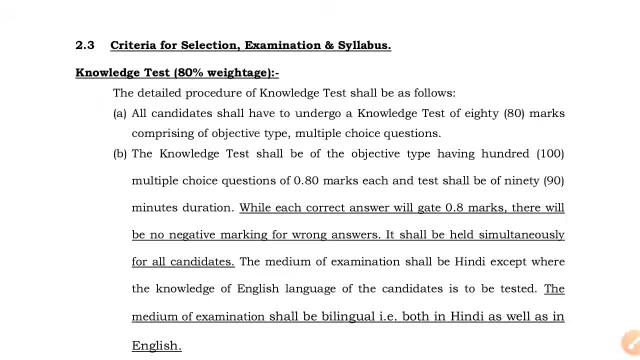 2.3 Criteria for Selection, Examination & Syllabus.
Knowledge Test (80% weightage):-
The detailed procedure of Knowledge Test shall be as follows:
(a) All candidates shall have to undergo a Knowledge Test of eighty (80) marks
comprising of objective type, multiple choice questions.
(b) The Knowledge Test shall be of the objective type having hundred (100)
multiple choice questions of 0.80 marks each and test shall be of ninety (90)
minutes duration. While each correct answer will gate 0.8 marks, there will
be no negative marking for wrong answers. It shall be held simultaneously
for all candidates. The medium of examination shall be Hindi except where
the knowledge of English language of the candidates is to be tested. The
medium of examination shall be bilingual i.e. both in Hindi as well as in
English.